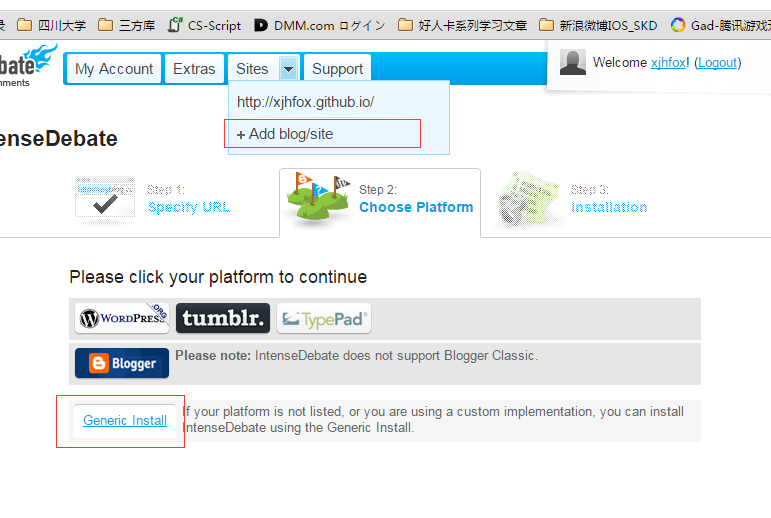 录 四川大学 三方库 CS-Script DMM.com ログイン 好人卡系列学习文章 新浪微博IOS_SKD Gad-腾讯游戏开
bate
mments
My Account Extras Sites Support
Welcome xjhfox! (Logout)
http://xjhfox.github.io/
+ Add blog/site
nseDebate
Step 1:
Specify URL
Step 2:
Choose Platform
Step 3:
Installation
Please click your platform to continue
WORDPRESS .ORG tumblr. TypePad
Blogger Please note: IntenseDebate does not support Blogger Classic.
Generic Install
If your platform is not listed, or you are using a custom implementation, you can install
IntenseDebate using the Generic Install.